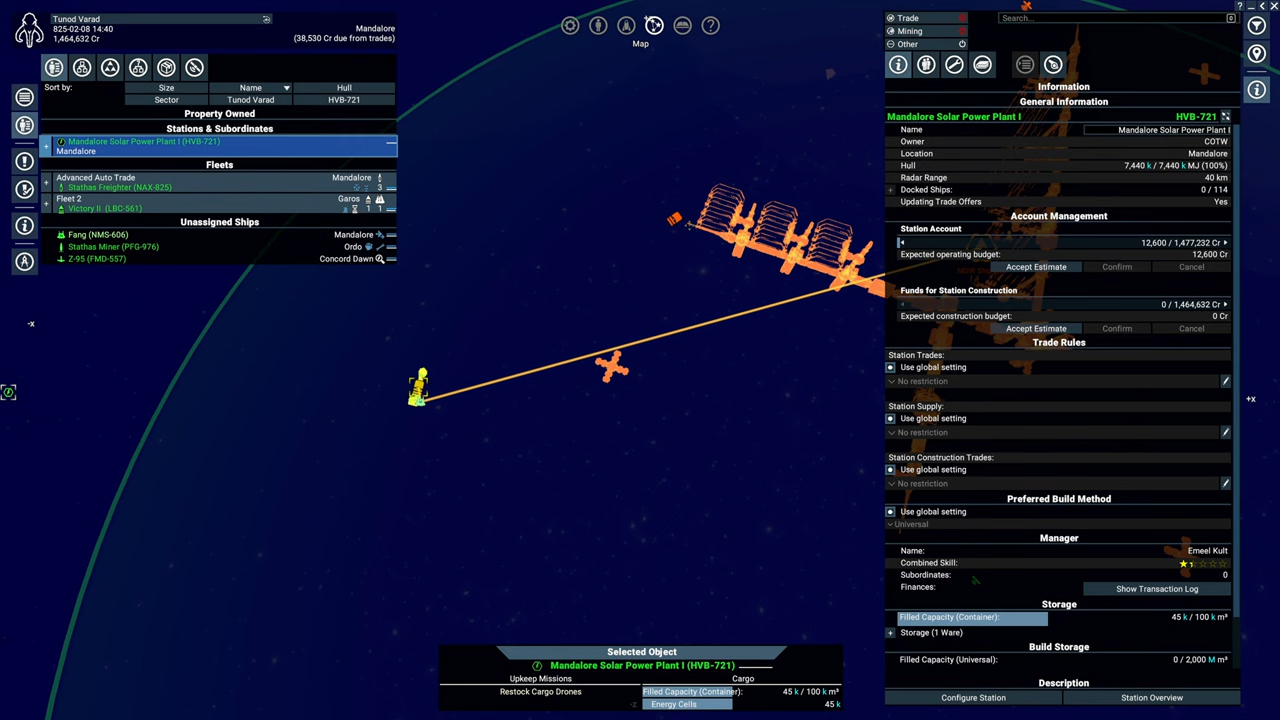 Tunod Varad
825-02-08 14:40
1,464,632 Cr
Mandalore
(38,530 Cr due from trades)
Sort by:
Size
Name
Hull
Sector
Tunod Varad
HVB-721
Property Owned
Stations & Subordinates
+ Mandalore Solar Power Plant I (HVB-721)
Mandalore
Fleets
+ Advanced Auto Trade Mandalore
Stathas Freighter (NAX-825) 3
+ Fleet 2 Garos
Victory II (LBC-561) 1 1
Unassigned Ships
Fang (NMS-606) Mandalore
Stathas Miner (PFG-976) Ordo
Z-95 (FMD-557) Concord Dawn
Map
?
-x
+x
-z
Selected Object
Mandalore Solar Power Plant I (HVB-721)
Upkeep Missions
Cargo
Restock Cargo Drones
Filled Capacity (Container): 45 k / 100 k m³
Energy Cells 45 k
Trade
Mining
Other
Search...
Information
General Information
Mandalore Solar Power Plant I HVB-721
Name Mandalore Solar Power Plant I
Owner COTW
Location Mandalore
Hull 7,440 k / 7,440 k MJ (100%)
Radar Range 40 km
+ Docked Ships: 0 / 114
Updating Trade Offers Yes
Account Management
Station Account
12,600 / 1,477,232 Cr
Expected operating budget: 12,600 Cr
Accept Estimate Confirm Cancel
Funds for Station Construction
0 / 1,464,632 Cr
Expected construction budget: 0 Cr
Accept Estimate Confirm Cancel
Trade Rules
Station Trades:
Use global setting
No restriction
Station Supply:
Use global setting
No restriction
Station Construction Trades:
Use global setting
No restriction
Preferred Build Method
Use global setting
Universal
Manager
Name: Emeel Kult
Combined Skill:
Subordinates: 0
Finances: Show Transaction Log
Storage
Filled Capacity (Container): 45 k / 100 k m³
+ Storage (1 Ware)
Build Storage
Filled Capacity (Universal): 0 / 2,000 M m³
Description
Configure Station
Station Overview